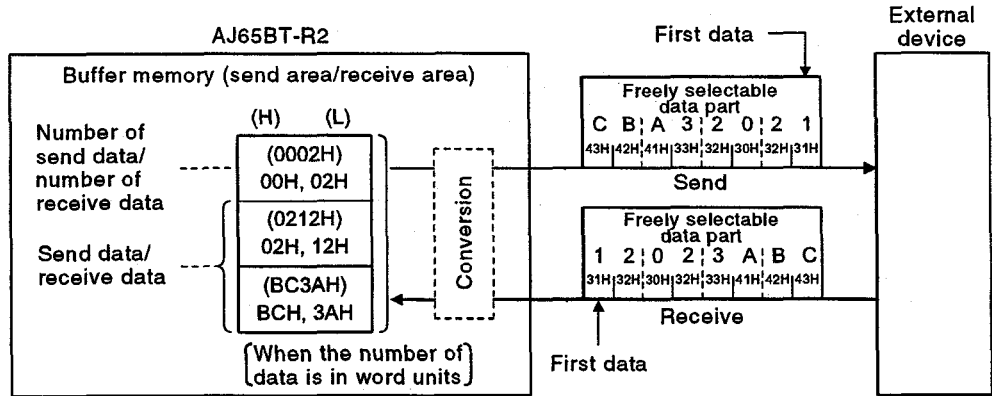 AJ65BT-R2
Buffer memory (send area/receive area)
Number of
send data/
number of
receive data
Send data/
receive data
(H) (L)
(0002H)
00H, 02H
(0212H)
02H, 12H
(BC3AH)
BCH, 3AH
(When the number of
data is in word units)
Conversion
First data
Freely selectable
data part
C B A 3 2 0 2 1
43H 42H 41H 33H 32H 30H 32H 31H
Send
Freely selectable
data part
1 2 0 2 3 A B C
31H 32H 30H 32H 33H 41H 42H 43H
Receive
First data
External
device